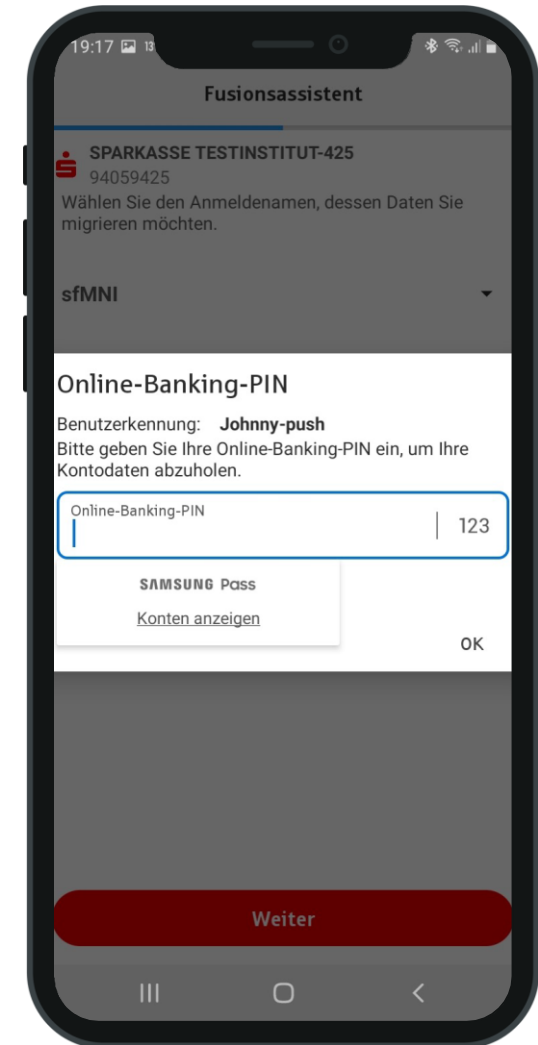 19:17
Fusionsassistent
SPARKASSE TESTINSTITUT-425
94059425
Wählen Sie den Anmeldenamen, dessen Daten Sie
migrieren möchten.
sfMNI
Online-Banking-PIN
Benutzerkennung: Johnny-push
Bitte geben Sie Ihre Online-Banking-PIN ein, um Ihre
Kontodaten abzuholen.
Online-Banking-PIN
123
SAMSUNG Pass
Konten anzeigen
OK
Weiter